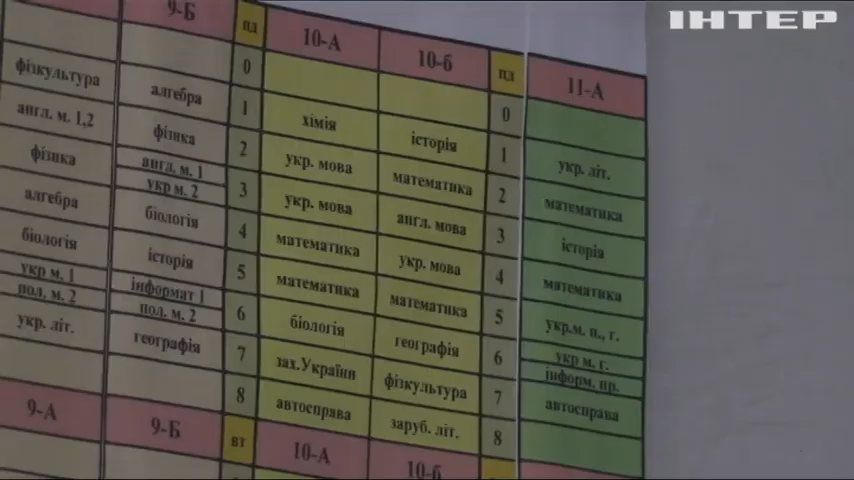 ІНТЕР
9-Б пд 10-А 10-б пд 11-А
0 0
фізкультура алгебра 1 хімія історія 1 укр. літ.
англ. м. 1,2 фізика 2 укр. мова математика 2 математика
фізика англ, м. 1
укр м. 2 3 укр. мова англ. мова 3 історія
алгебра біологія 4 математика укр. мова 4 математика
біологія історія 5 математика математика 5 укр.м. п., г.
укр м. 1
пол. м. 2 інформат 1
пол. м. 2 6 біологія географія 6 укр м. г.
інформ, пр.
укр. літ. географія 7 зах.України фізкультура 7 автосправа
8 автосправа заруб. літ. 8
9-А 9-Б вт 10-А 10-б